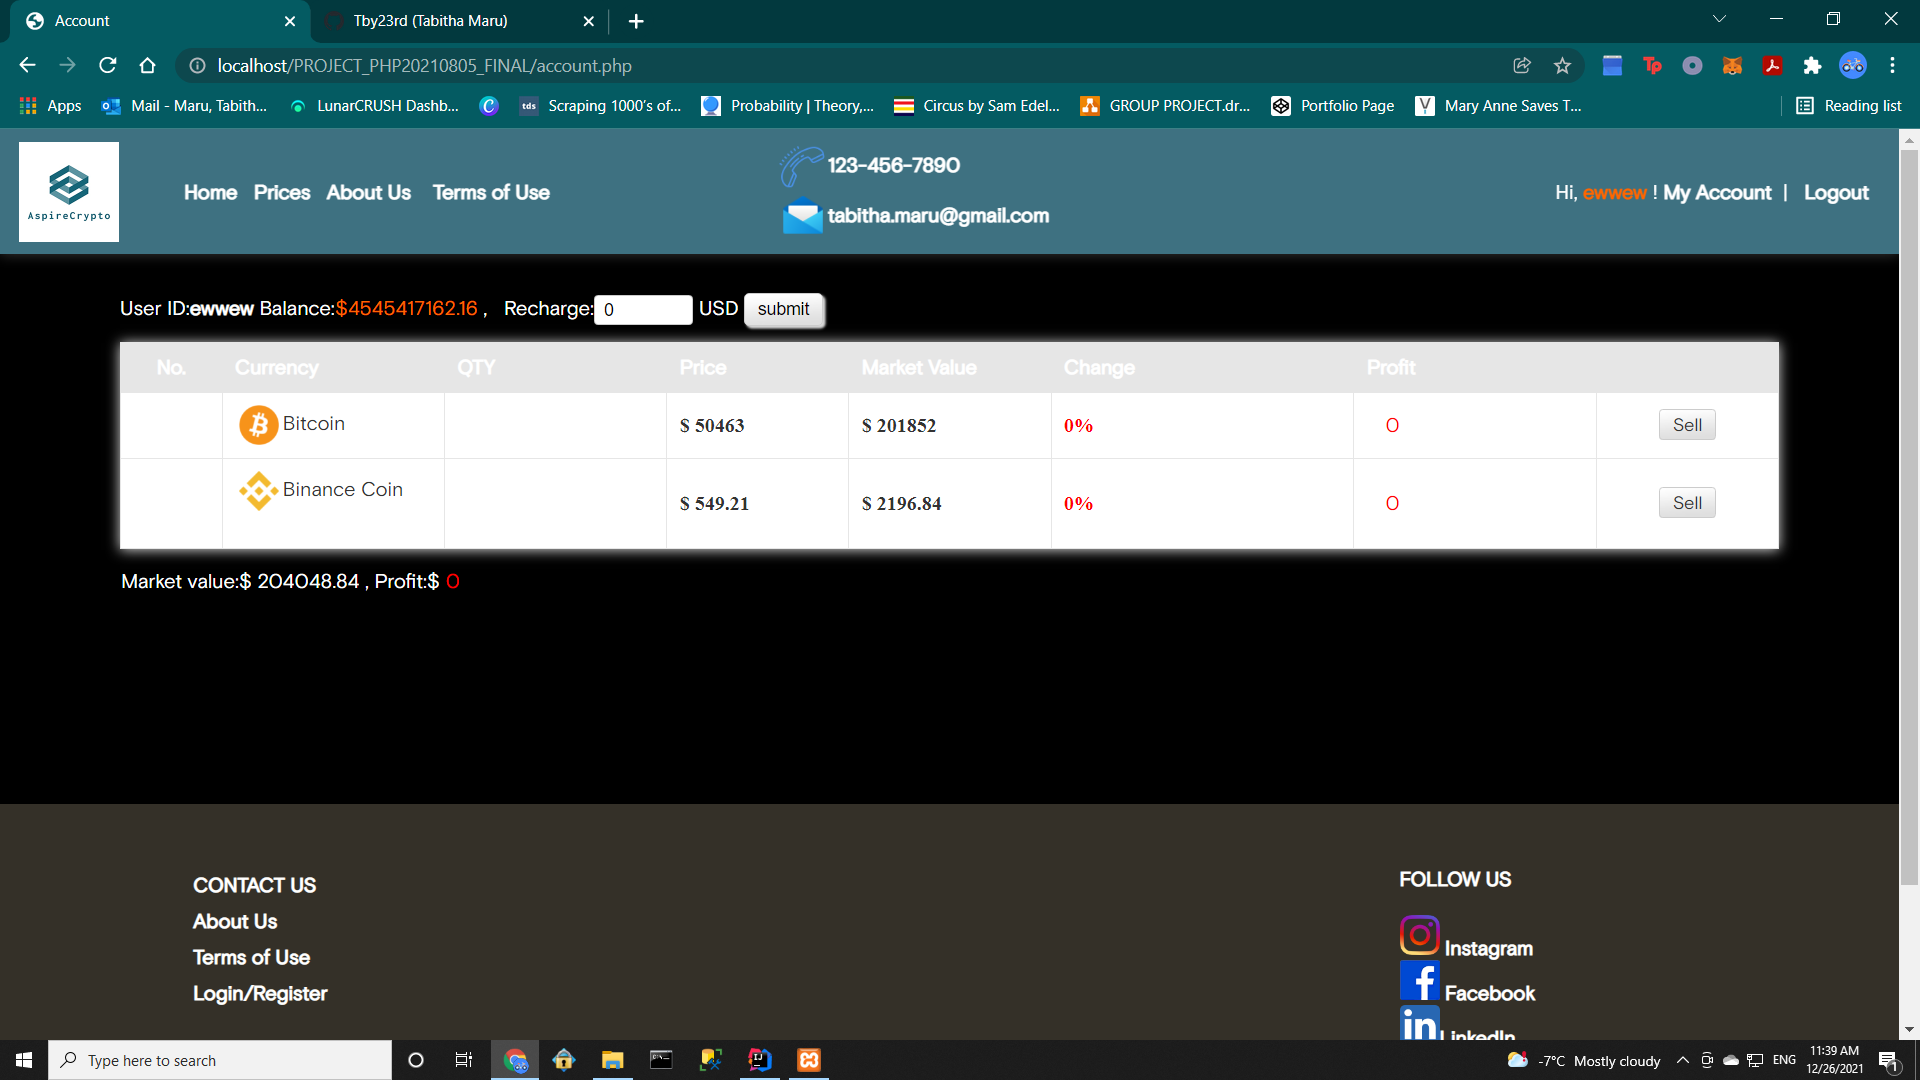 Account
Tby23rd (Tabitha Maru)
localhost/PROJECT_PHP20210805_FINAL/account.php
Apps
Mail - Maru, Tabith...
LunarCRUSH Dashb...
tds
Scraping 1000's of...
Probability | Theory,...
Circus by Sam Edel...
GROUP PROJECT.dr...
Portfolio Page
Mary Anne Saves T...
Reading list
AspireCrypto
Home Prices About Us Terms of Use
123-456-7890
tabitha.maru@gmail.com
Hi, ewwew ! My Account | Logout
User ID:ewwew Balance:$4545417162.16 , Recharge: 0 USD submit
No. Currency QTY Price Market Value Change Profit
Bitcoin $ 50463 $ 201852 0% 0 Sell
Binance Coin $ 549.21 $ 2196.84 0% 0 Sell
Market value:$ 204048.84 , Profit:$ 0
CONTACT US
About Us
Terms of Use
Login/Register
FOLLOW US
Instagram
Facebook
LinkedIn
Type here to search
-7°C Mostly cloudy
ENG
11:39 AM
12/26/2021
1